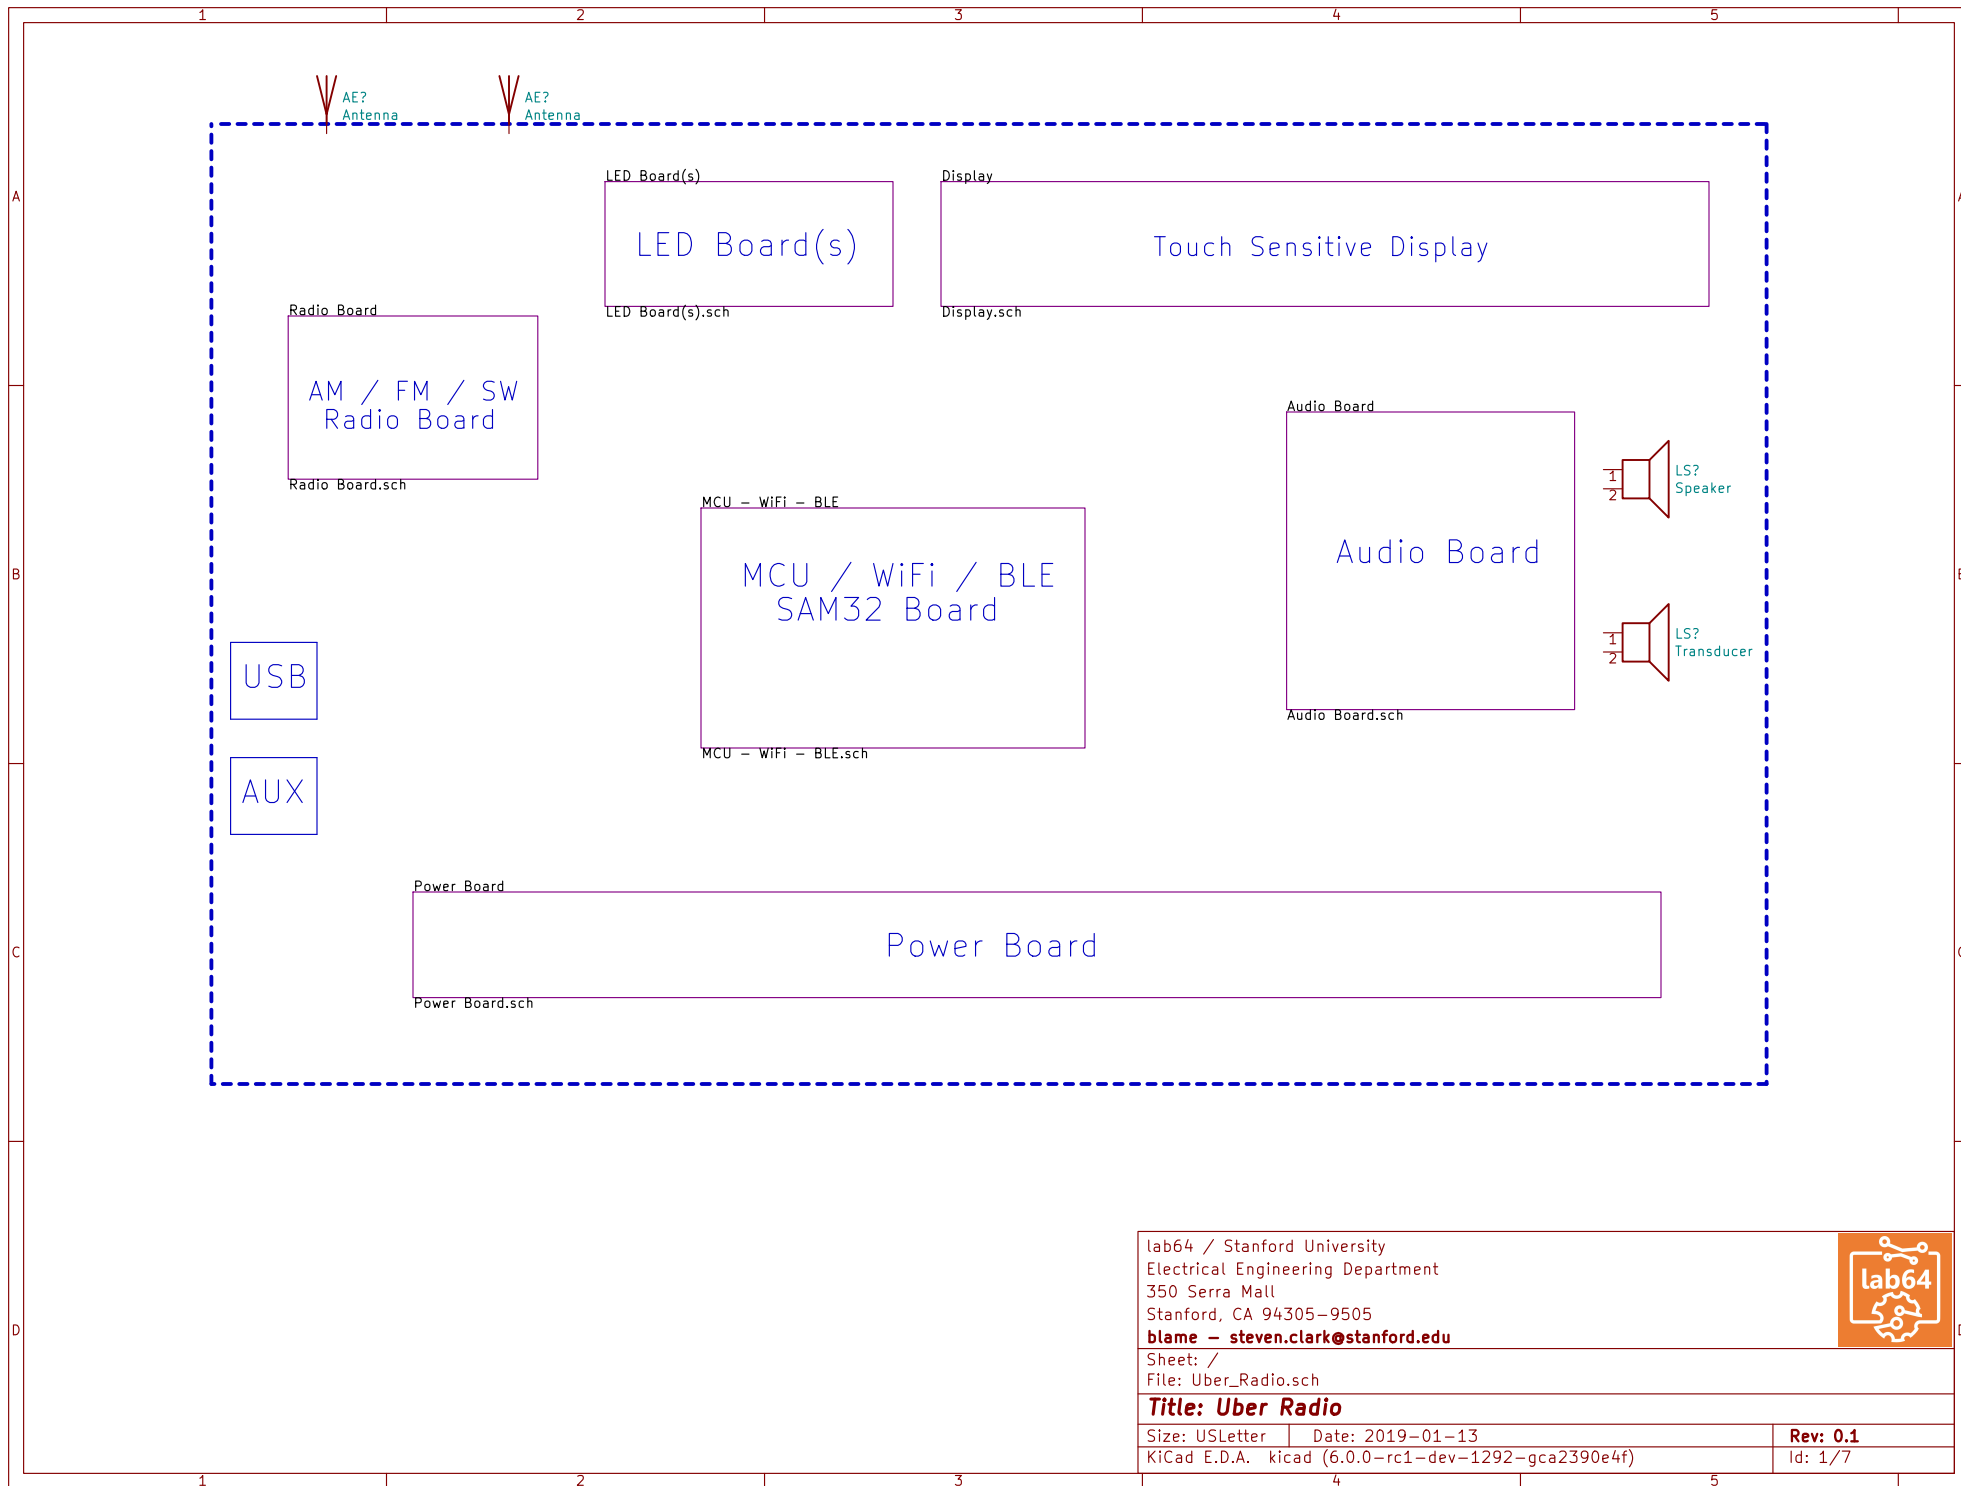 1 2 3 4 5
AE?
Antenna
AE?
Antenna
A
A
LED Board(s)
LED Board(s)
LED Board(s).sch
Display
Touch Sensitive Display
Display.sch
Radio Board
AM / FM / SW
Radio Board
Radio Board.sch
Audio Board
Audio Board
Audio Board.sch
1
2
LS?
Speaker
MCU – WiFi – BLE
MCU / WiFi / BLE
SAM32 Board
MCU – WiFi – BLE.sch
B
B
1
2
LS?
Transducer
USB
AUX
Power Board
Power Board
Power Board.sch
C
C
D
D
lab64 / Stanford University
Electrical Engineering Department
350 Serra Mall
Stanford, CA 94305–9505
blame – steven.clark@stanford.edu
lab64
Sheet: /
File: Uber_Radio.sch
Title: Uber Radio
Size: USLetter
Date: 2019–01–13
Rev: 0.1
KiCad E.D.A. kicad (6.0.0–rc1–dev–1292–gca2390e4f)
Id: 1/7
1 2 3 4 5